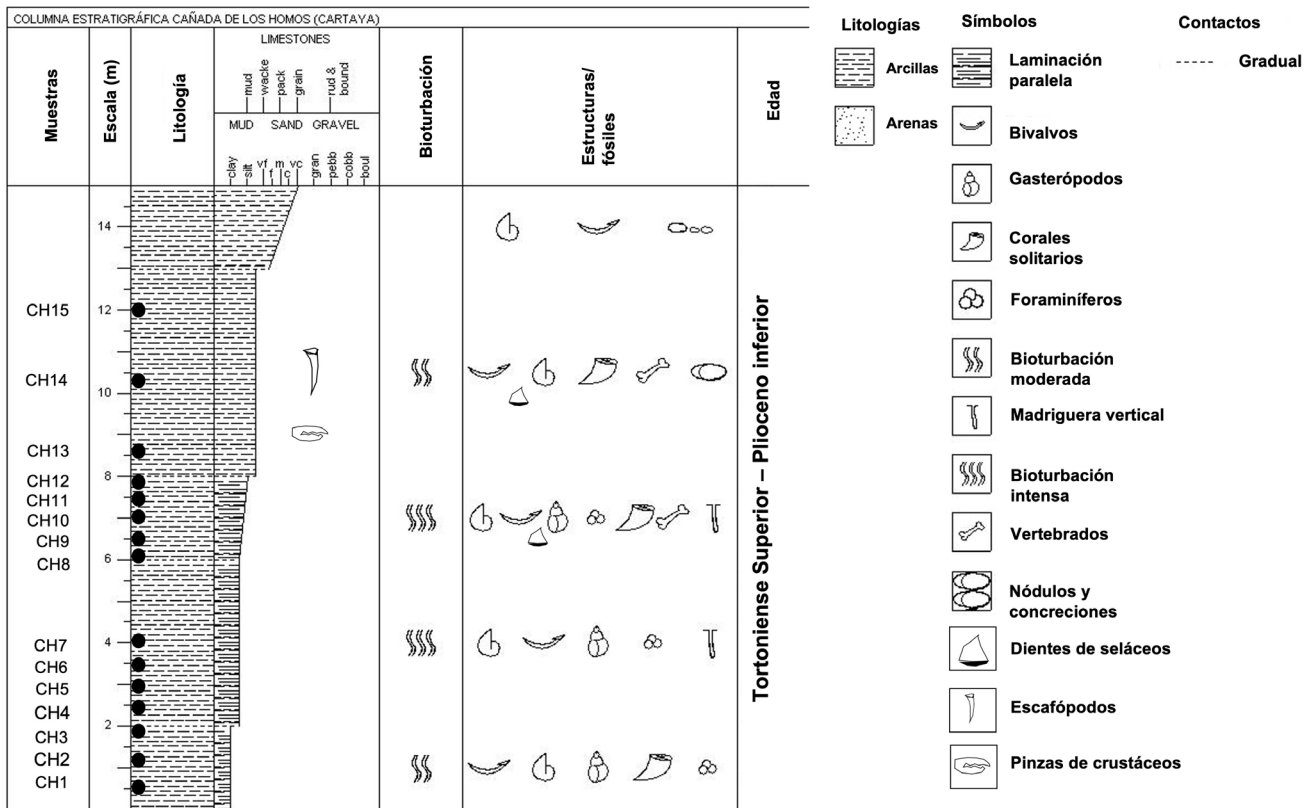 COLUMNA ESTRATIGRÁFICA CAÑADA DE LOS HOMOS (CARTAYA)
Muestras
Escala (m)
Litología
LIMESTONES
mud
wacke
pack
grain
rud &
bound
MUD SAND GRAVEL
clay
silt
vf
f
m
c
vc
gran
pebb
cobb
boul
Bioturbación
Estructuras/
fósiles
Edad
14
CH15
12
CH14
10
CH13
8
CH12
CH11
CH10
CH9
6
CH8
4
CH7
CH6
CH5
CH4
2
CH3
CH2
CH1
Tortoniense Superior – Plioceno inferior
Litologías
Arcillas
Arenas
Símbolos
Laminación
paralela
Bivalvos
Gasterópodos
Corales
solitarios
Foraminíferos
Bioturbación
moderada
Madriguera vertical
Bioturbación
intensa
Vertebrados
Nódulos y
concreciones
Dientes de seláceos
Escafópodos
Pinzas de crustáceos
Contactos
Gradual